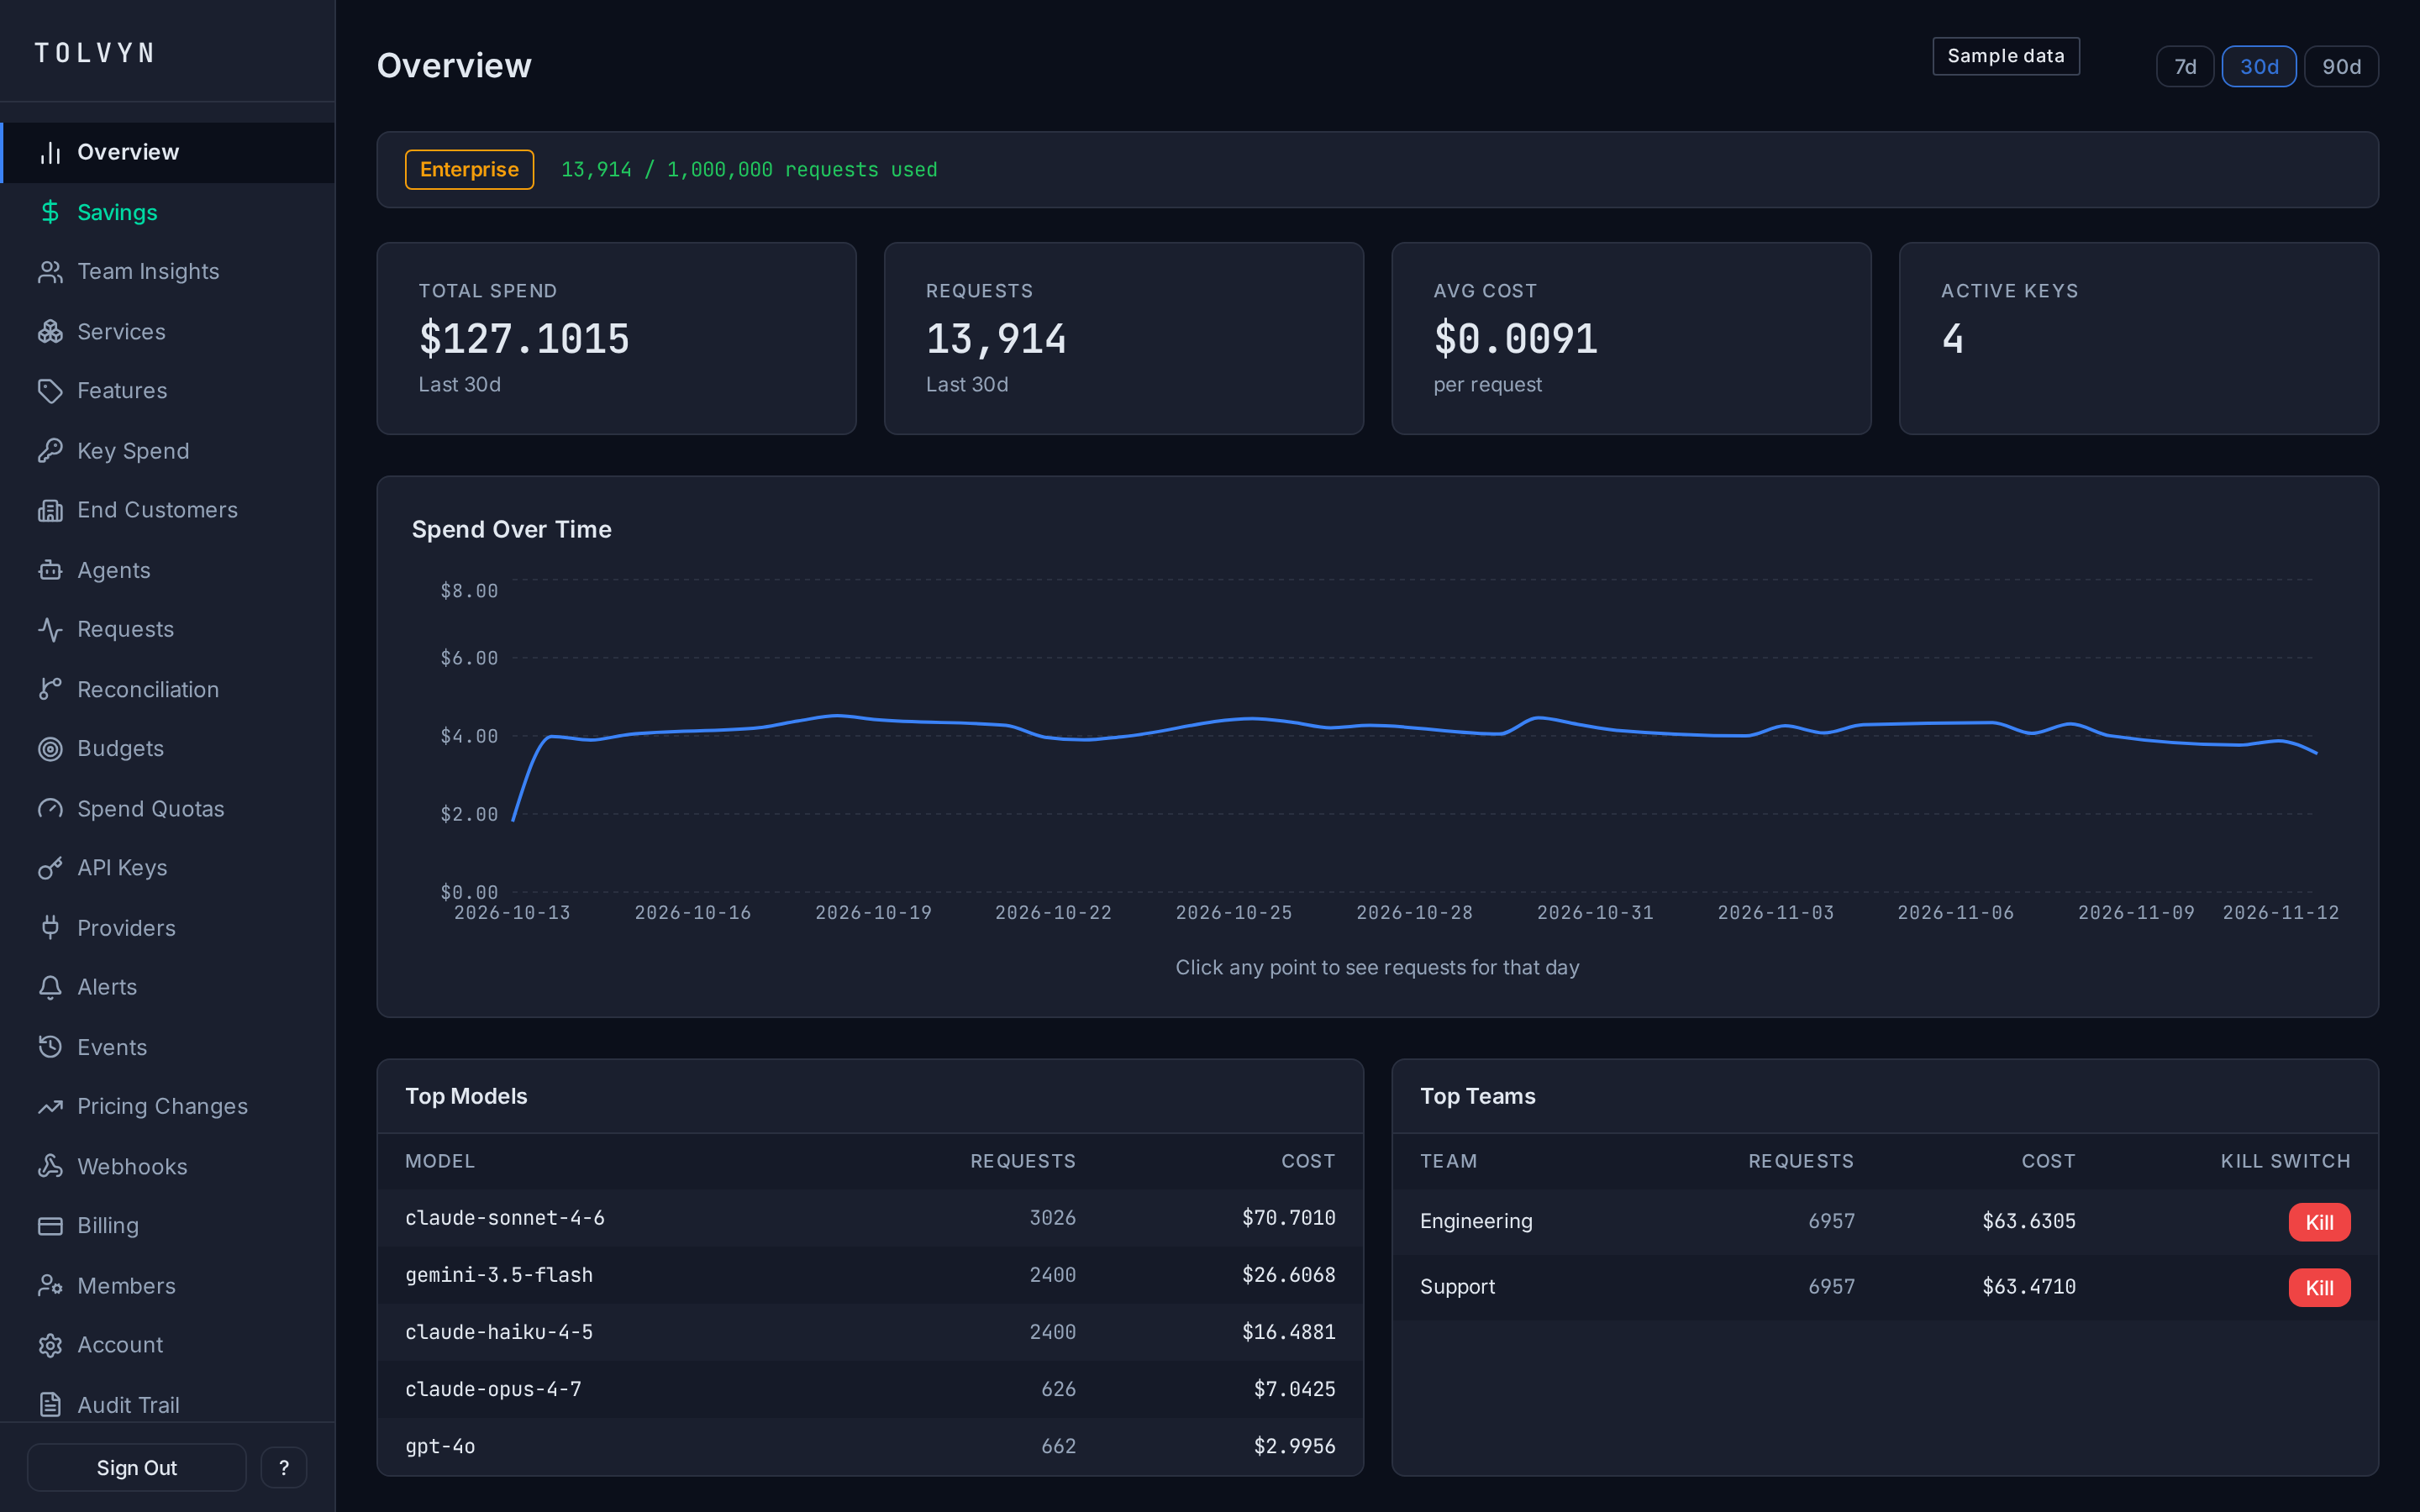 TOLVYN
Overview
Savings
Team Insights
Services
Features
Key Spend
End Customers
Agents
Requests
Reconciliation
Budgets
Spend Quotas
API Keys
Providers
Alerts
Events
Pricing Changes
Webhooks
Billing
Members
Account
Audit Trail
Sign Out ?
Overview
Sample data 7d 30d 90d
Enterprise 13,914 / 1,000,000 requests used
TOTAL SPEND
$127.1015
Last 30d
REQUESTS
13,914
Last 30d
AVG COST
$0.0091
per request
ACTIVE KEYS
4
Spend Over Time
$8.00
$6.00
$4.00
$2.00
$0.00
2026-10-13 2026-10-16 2026-10-19 2026-10-22 2026-10-25 2026-10-28 2026-10-31 2026-11-03 2026-11-06 2026-11-09 2026-11-12
Click any point to see requests for that day
Top Models
MODEL REQUESTS COST
claude-sonnet-4-6 3026 $70.7010
gemini-3.5-flash 2400 $26.6068
claude-haiku-4-5 2400 $16.4881
claude-opus-4-7 626 $7.0425
gpt-4o 662 $2.9956
Top Teams
TEAM REQUESTS COST KILL SWITCH
Engineering 6957 $63.6305 Kill
Support 6957 $63.4710 Kill